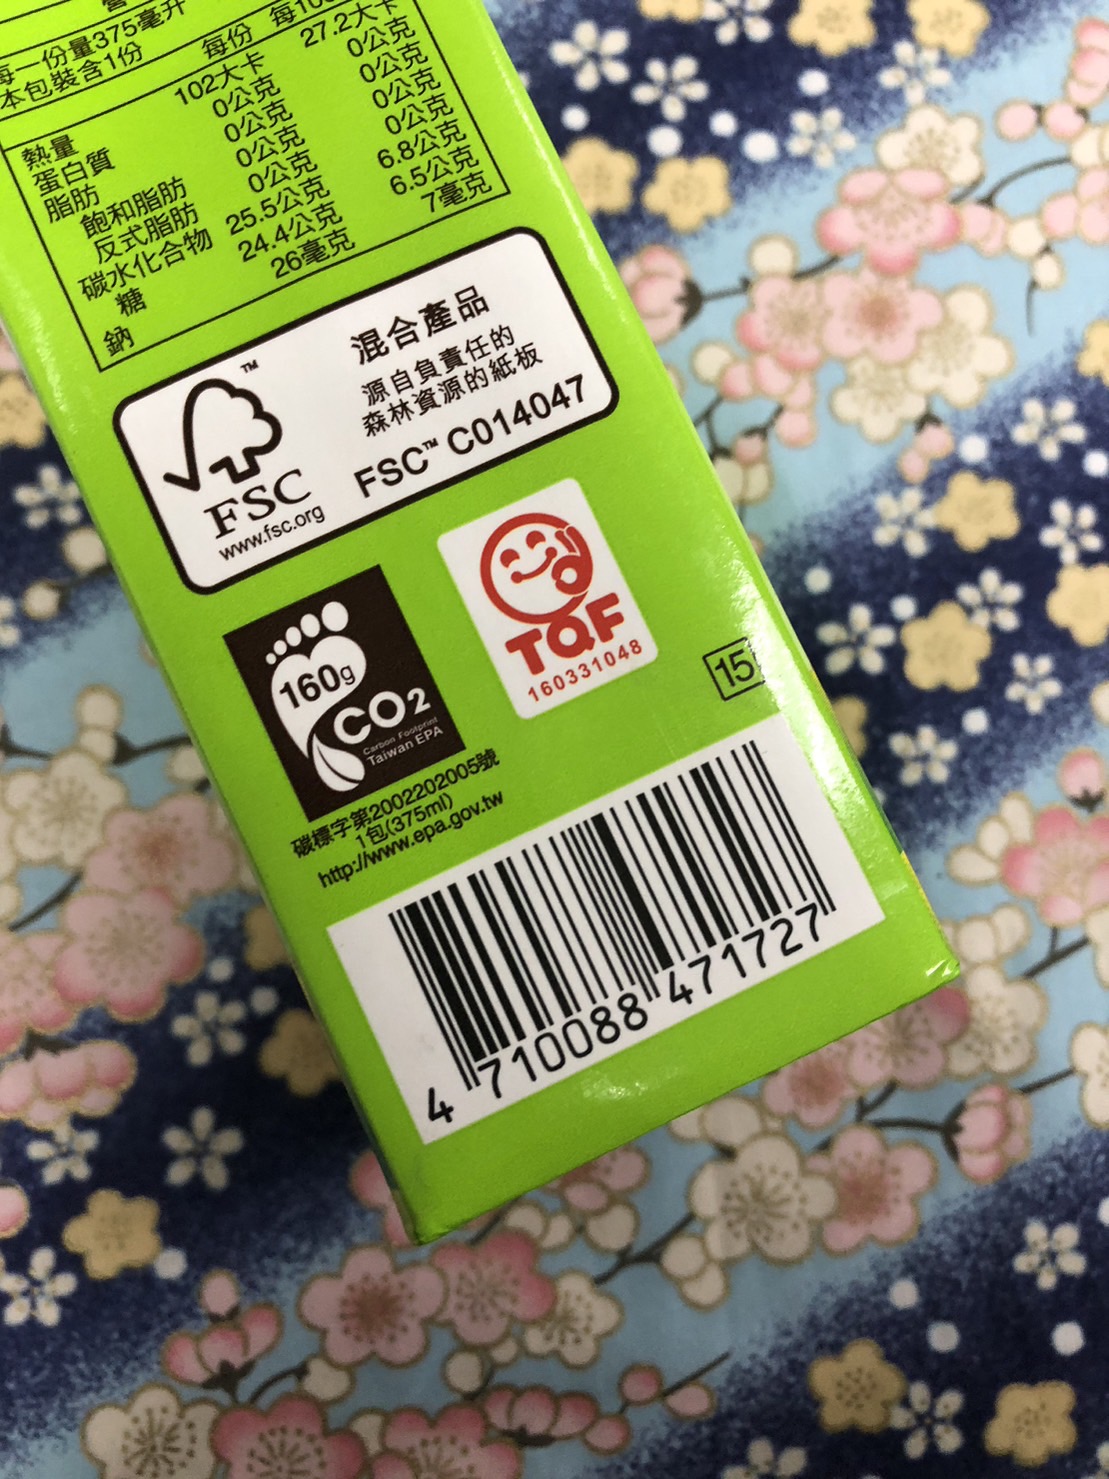 每一份量375毫升
本包裝含1份
每份
熱量 102大卡 27.2大卡
蛋白質 0公克 0公克
脂肪 0公克 0公克
飽和脂肪 0公克 0公克
反式脂肪 0公克 0公克
碳水化合物 25.5公克 6.8公克
糖 24.4公克 6.5公克
鈉 26毫克 7毫克
™
FSC
www.fsc.org
混合產品
源自負責任的
森林資源的紙板
FSC™ C014047
160g
CO2
Carbon Footprint
Taiwan EPA
碳標字第2002202005號
1包(375ml)
http://www.epa.gov.tw
TQF
160331048
15
4 710088 471727